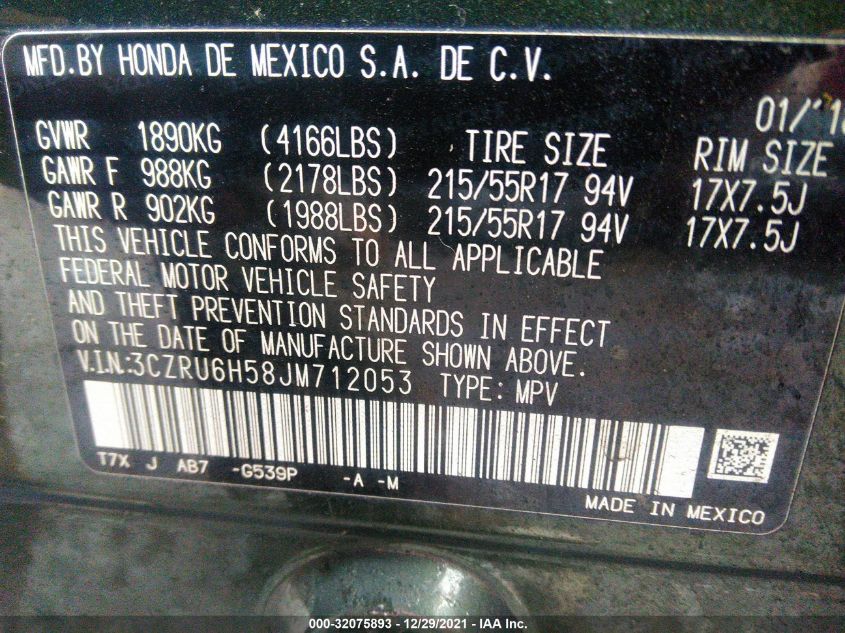 MFD.BY HONDA DE MEXICO S.A. DE C.V.
GVWR 1890KG (4166LBS) TIRE SIZE RIM SIZE
GAWR F 988KG (2178LBS) 215/55R17 94V 17X7.5J
GAWR R 902KG (1988LBS) 215/55R17 94V 17X7.5J
THIS VEHICLE CONFORMS TO ALL APPLICABLE
FEDERAL MOTOR VEHICLE SAFETY
AND THEFT PREVENTION STANDARDS IN EFFECT
ON THE DATE OF MANUFACTURE SHOWN ABOVE.
V.I.N.:3CZRU6H58JM712053 TYPE: MPV
T7X J AB7 -G539P -A -M
MADE IN MEXICO
000-32075893 - 12/29/2021 - IAA Inc.